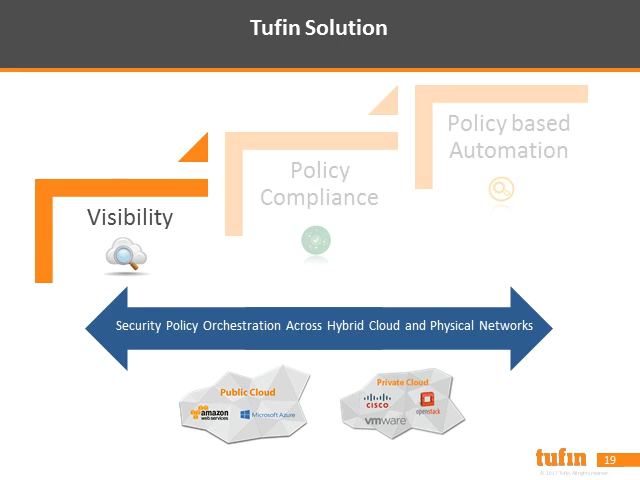 Tufin Solution
Policy based
Automation
Policy
Compliance
Visibility
Security Policy Orchestration Across Hybrid Cloud and Physical Networks
Public Cloud
amazon
web services
Microsoft Azure
Private Cloud
CISCO
vmware
openstack
tufin
19